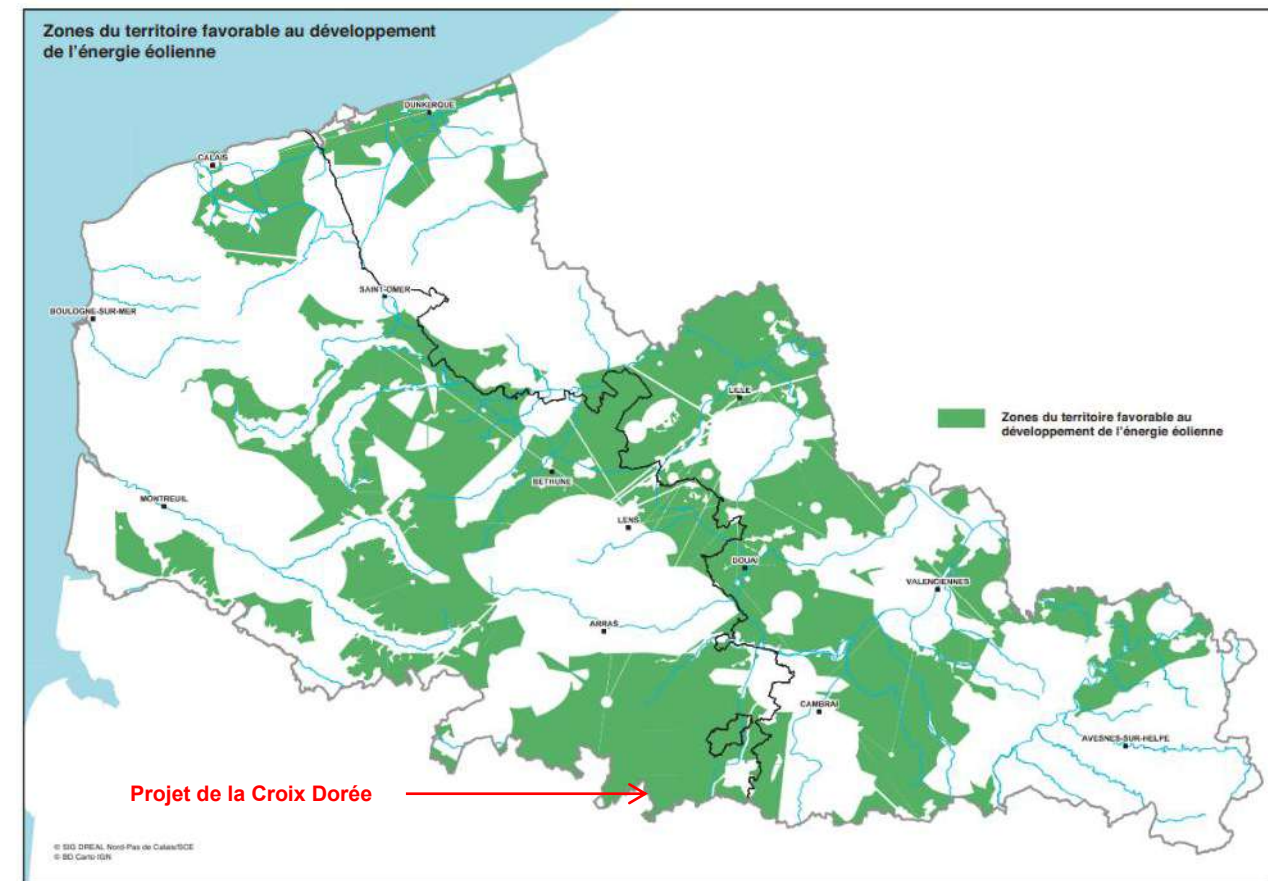 Zones du territoire favorable au développement
de l'énergie éolienne
DUNKERQUE
CALAIS
SAINT-OMER
BOULOGNE-SUR-MER
LILLE
Zones du territoire favorable au
développement de l'énergie éolienne
BETHUNE
MONTREUIL
LENS
DOUAI
VALENCIENNES
ARRAS
CAMBRAI
AVESNES-SUR-HELPE
Projet de la Croix Dorée
© SIG DREAL Nord-Pas de Calais/SCE
© BD Carto IGN